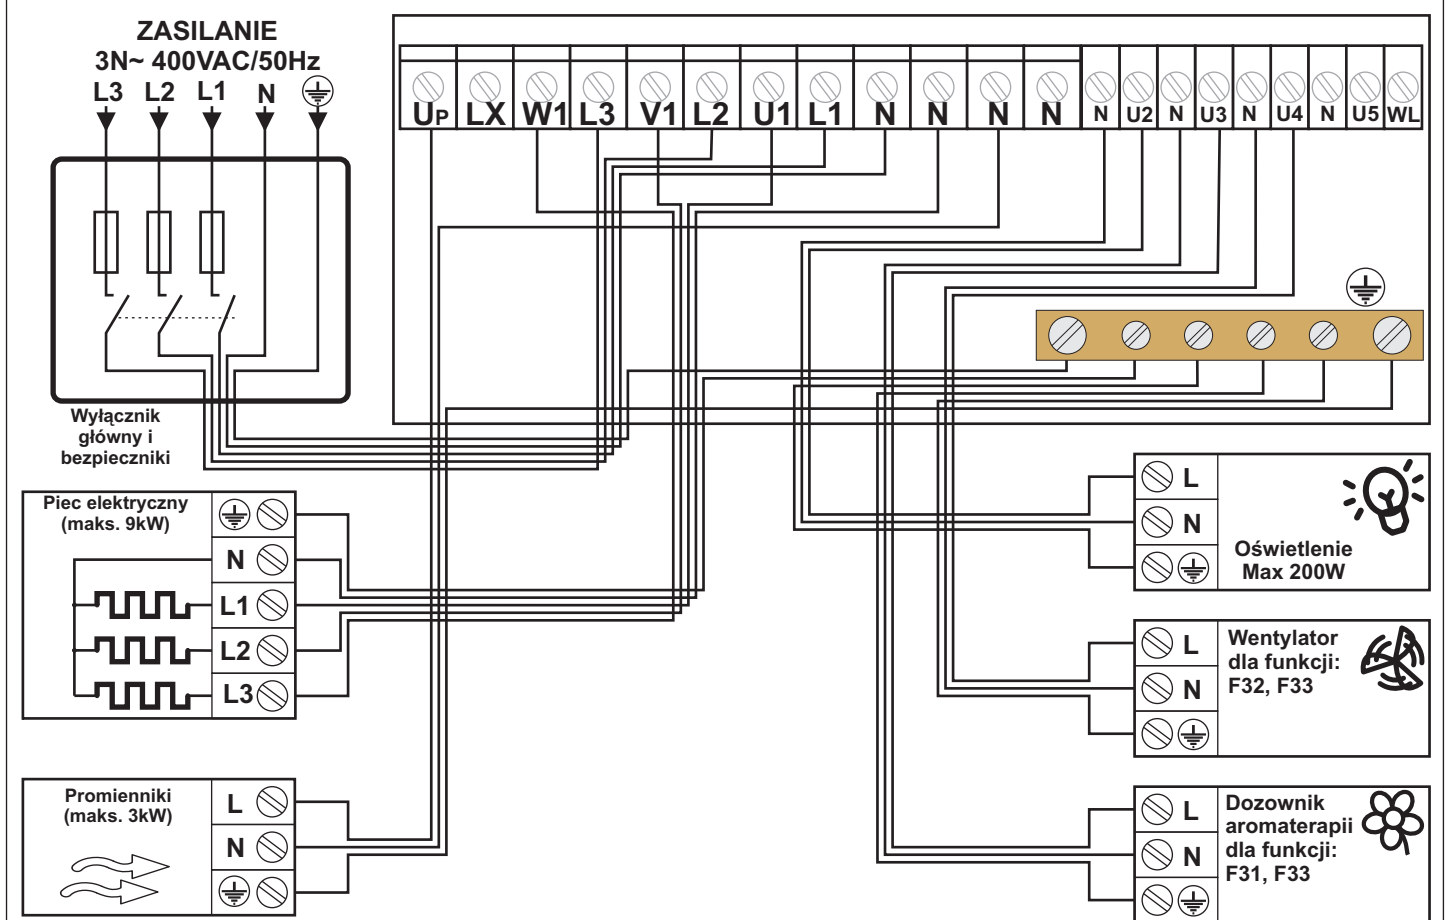 ZASILANIE
3N~ 400VAC/50Hz
L3 L2 L1 N
UP LX W1 L3 V1 L2 U1 L1 N N N N N U2 N U3 N U4 N U5 WL
Wyłącznik
główny i
bezpieczniki
Piec elektryczny
(maks. 9kW)
N
L1
L2
L3
Promienniki
(maks. 3kW)
L
N
L
N
Oświetlenie
Max 200W
L
N
Wentylator
dla funkcji:
F32, F33
L
N
Dozownik
aromaterapii
dla funkcji:
F31, F33